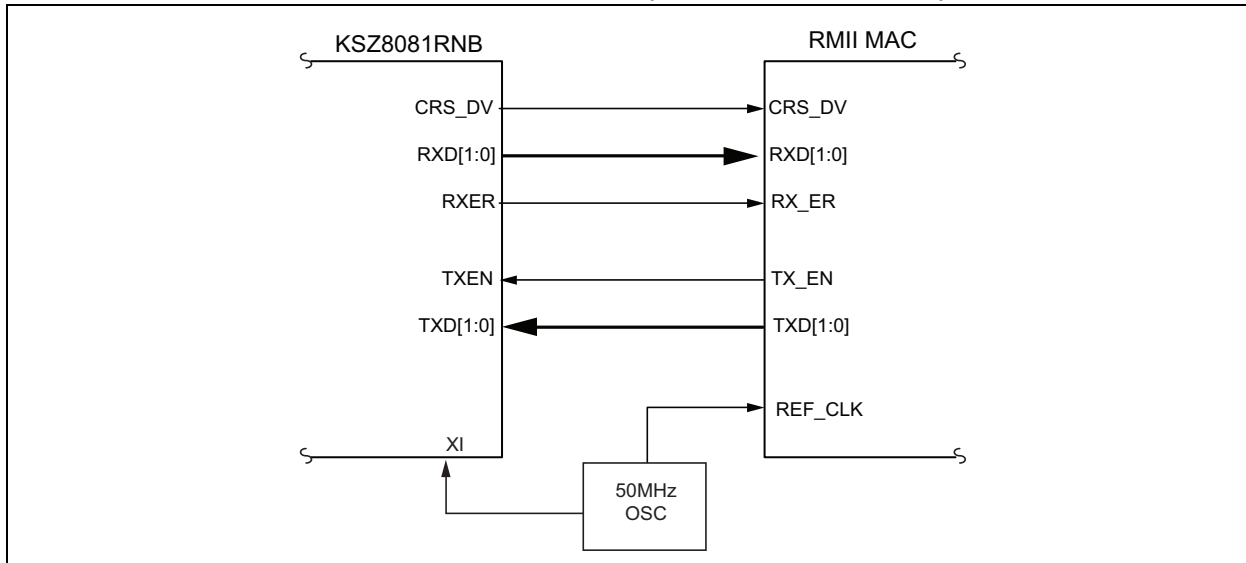 KSZ8081RNB
RMII MAC
CRS_DV
CRS_DV
RXD[1:0]
RXD[1:0]
RXER
RX_ER
TXEN
TX_EN
TXD[1:0]
TXD[1:0]
REF_CLK
XI
50MHz
OSC